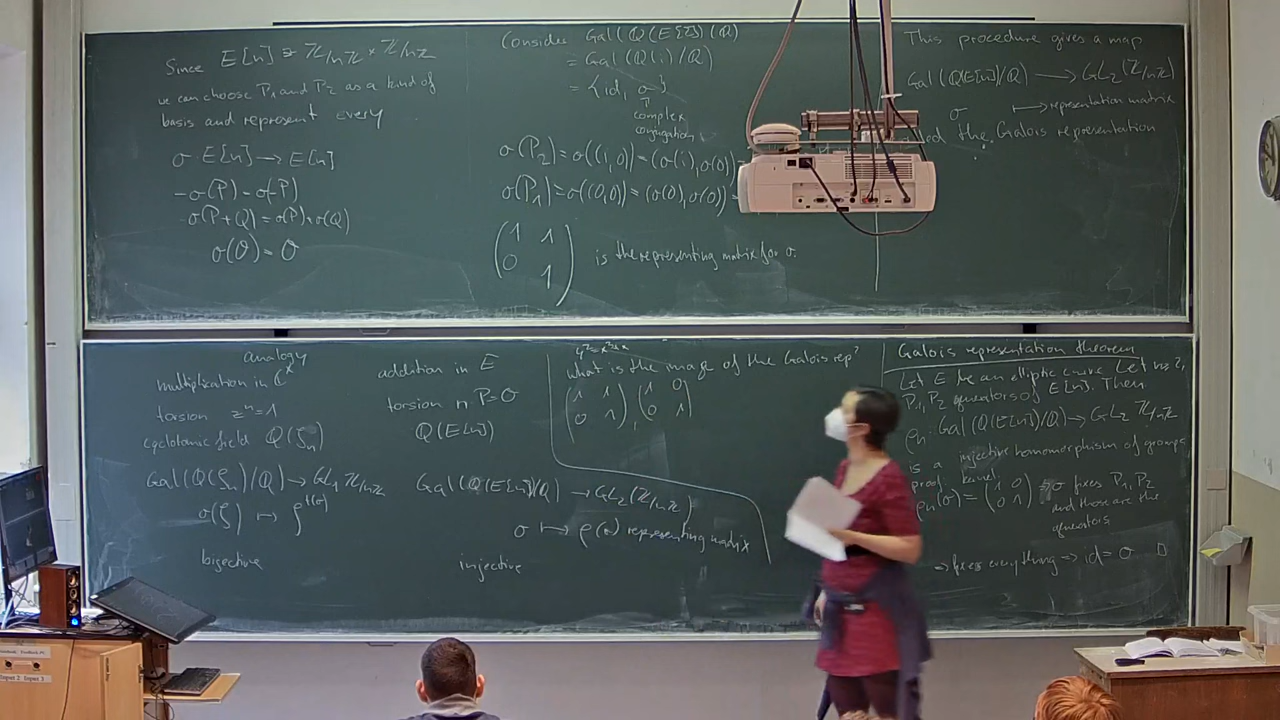 Since E[n] ≅ ℤ/nℤ × ℤ/nℤ
we can choose P₁ and P₂ as a kind of
basis and represent every
σ E[n] → E[n]
-σ(P) = σ(-P)
-σ(P+Q) = σ(P)+σ(Q)
σ(O) = O
Consider Gal(Q(E[2])/Q)
= Gal(Q(i)/Q)
= {id, σ}
complex
conjugation
σ(P₂) = σ((i,0)) = (σ(i),σ(0))
σ(P₁) = σ((0,0)) = (σ(0),σ(0)) =
(1 1
0 1) is the representing matrix for σ.
This procedure gives a map
Gal(Q(E[n])/Q) → GL₂(ℤ/nℤ)
σ ↦ representation matrix
the Galois representation
analogy
multiplication in ℂ^x
torsion zⁿ=1
cyclotomic field Q(ζₙ)
Gal(Q(ζₙ)/Q) → GL₁ ℤ/nℤ
bijective
addition in E
torsion n·P=O
Q(E[n])
Gal(Q(E[n])/Q) → GL₂(ℤ/nℤ)
σ ↦ ρ(σ) representing matrix
injective
what is the image of the Galois rep?
(1 1
0 1), (1 0
0 1)
Galois representation theorem
Let E be an elliptic curve. Let n≥2,
P₁, P₂ generators of E[n]. Then
ρₙ: Gal(Q(E[n])/Q) → GL₂ ℤ/nℤ
is a injective homomorphism of groups
proof: kernel
ρₙ(σ) = (1 0
0 1) ⇒ σ fixes P₁, P₂
and those are the
generators
⇒ fixes everything ⇒ id = σ □
Input 2 Input 3